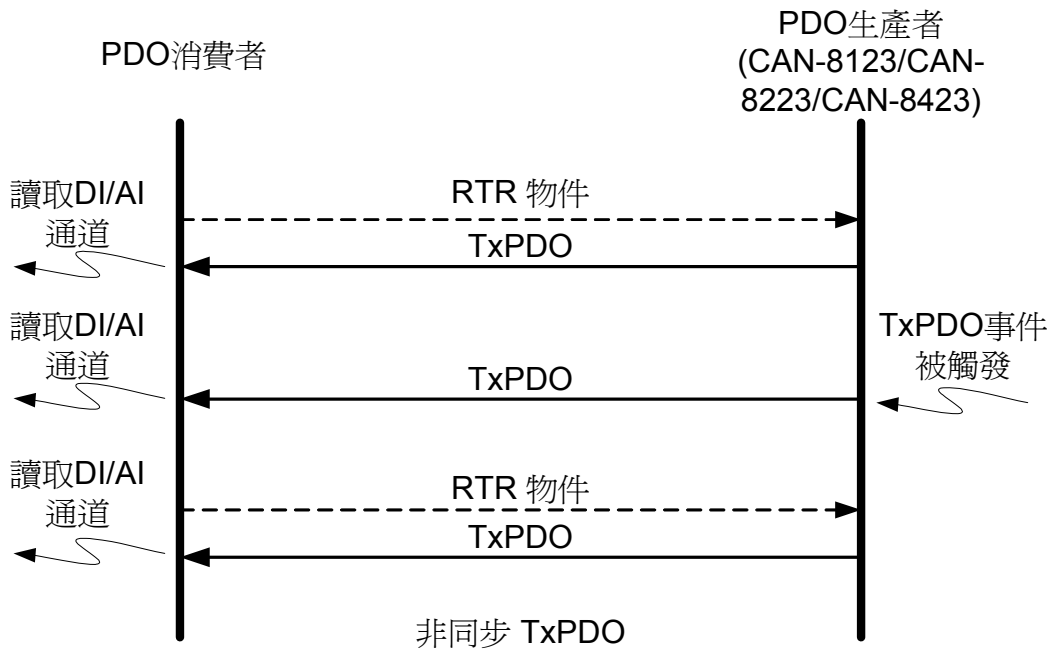 PDO消費者
PDO生產者
(CAN-8123/CAN-
8223/CAN-8423)
讀取DI/AI
通道
RTR 物件
TxPDO
讀取DI/AI
通道
TxPDO
TxPDO事件
被觸發
讀取DI/AI
通道
RTR 物件
TxPDO
非同步 TxPDO